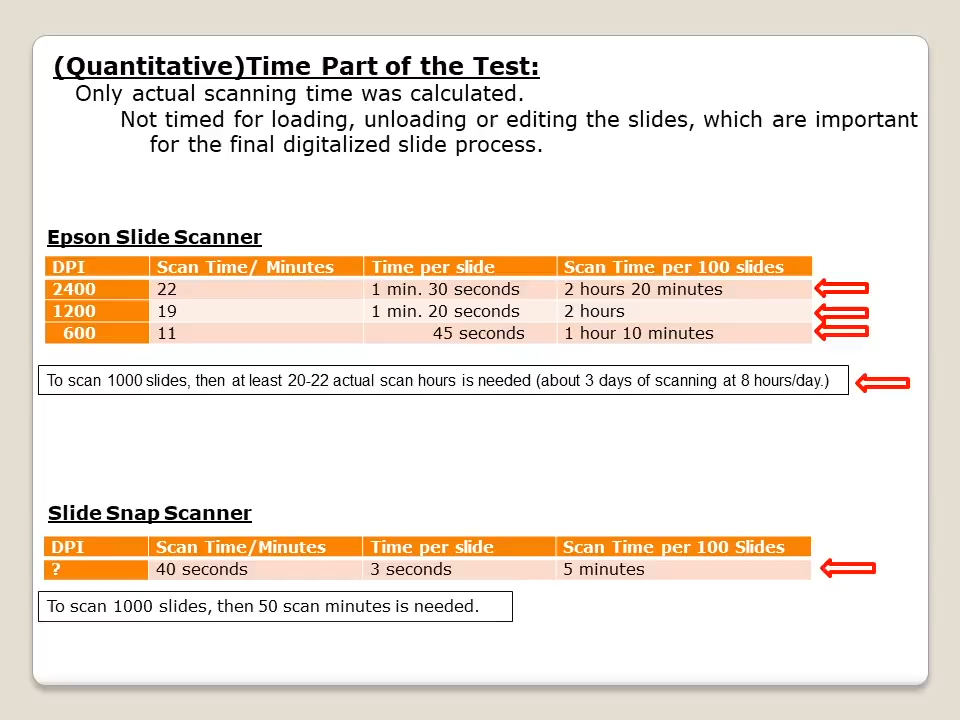 (Quantitative)Time Part of the Test:
Only actual scanning time was calculated.
Not timed for loading, unloading or editing the slides, which are important
for the final digitalized slide process.
Epson Slide Scanner
DPI Scan Time/ Minutes Time per slide Scan Time per 100 slides
2400 22 1 min. 30 seconds 2 hours 20 minutes
1200 19 1 min. 20 seconds 2 hours
600 11 45 seconds 1 hour 10 minutes
To scan 1000 slides, then at least 20-22 actual scan hours is needed (about 3 days of scanning at 8 hours/day.)
Slide Snap Scanner
DPI Scan Time/Minutes Time per slide Scan Time per 100 Slides
? 40 seconds 3 seconds 5 minutes
To scan 1000 slides, then 50 scan minutes is needed.